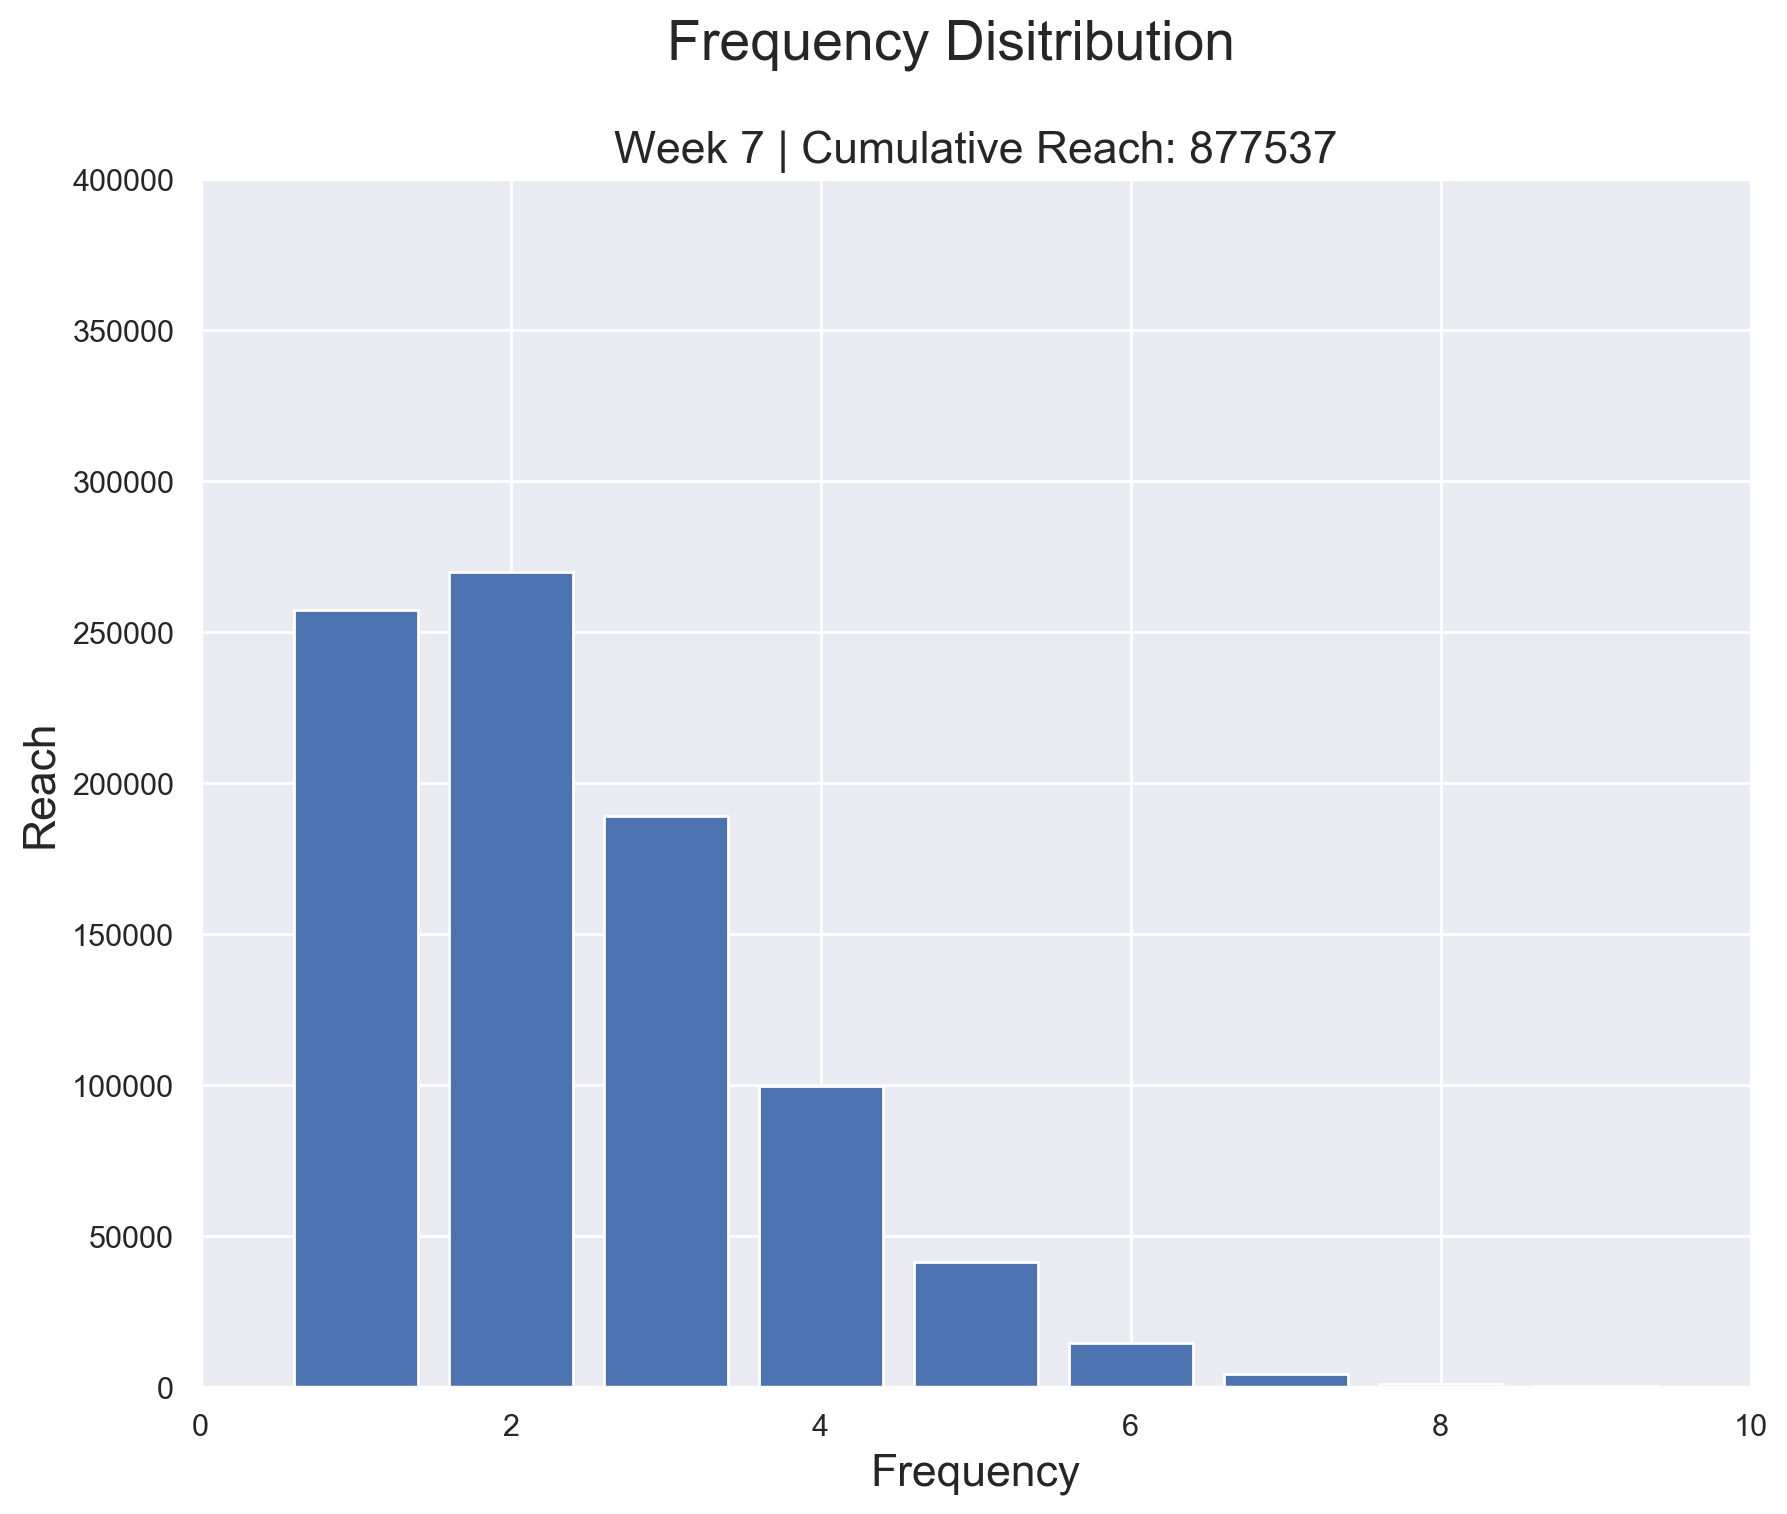 Frequency Disitribution
Week 7 | Cumulative Reach: 877537
400000
350000
300000
250000
200000
150000
100000
50000
0
Reach
0 2 4 6 8 10
Frequency